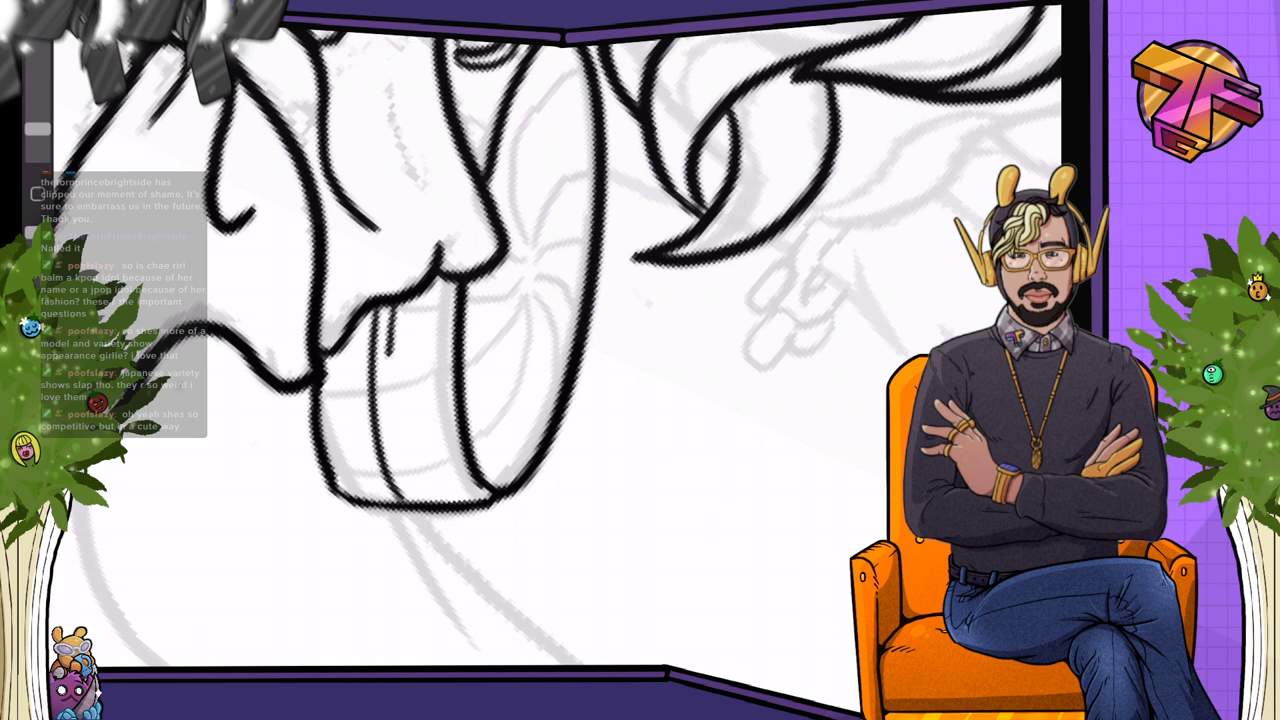 thefornprincebrightside has
clipped our moment of shame. It's
sure to embarrass us in the future.
Thank you.
Nailed it
poofslazy: so is chae riri
balm a kpop idol because of her
name or a jpop idol because of her
fashion? these r the important
questions
poofslazy: so shes more of a
model and variety show
appearance girlie? i love that
poofslazy: japanese variety
shows slap tho. they r so weird i
love them
poofslazy: oh yeah shes so
competitive but in a cute way